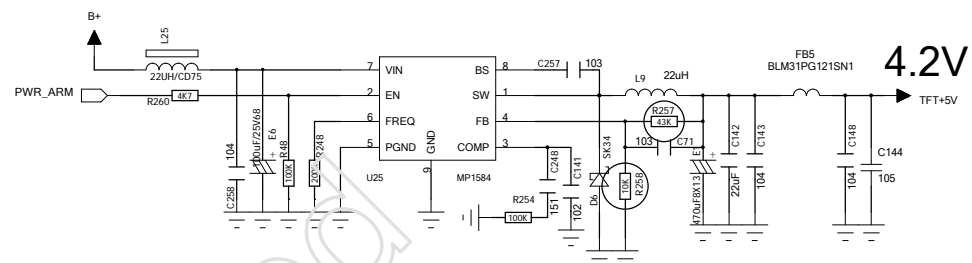 B+
L25
22UH/CD75
PWR_ARM
R260
4K7
104
C258
100uF/25V68
E6
R48
100K
R248
7
VIN
2
EN
6
FREQ
5
PGND
GND
9
U25
MP1584
BS
8
SW
1
FB
4
COMP
3
C257
103
L9
22uH
R257
43K
103
C71
SK34
D6
10K
R258
C248
151
C141
102
R254
100K
E1
470uF8X13
C142
22uF
C143
104
FB5
BLM31PG121SN1
4.2V
TFT+5V
C148
104
C144
105